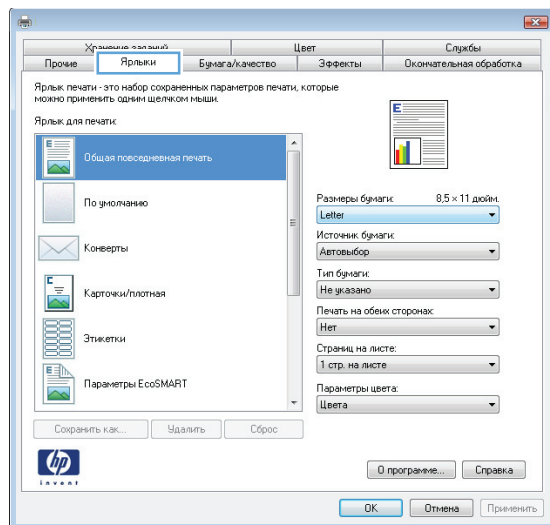 Хранение заданий
Цвет
Службы
Прочие
Ярлыки
Бумага/качество
Эффекты
Окончательная обработка
Ярлык печати - это набор сохраненных параметров печати, которые
можно применить одним щелчком мыши.
Ярлык для печати:
E
Общая повседневная печать
По умолчанию
Конверты
C
Карточки/плотная
Этикетки
E
Параметры EcoSMART
Сохранить как...
Удалить
Сброс
E
Размеры бумаги:
8,5 × 11 дюйм.
Letter
Источник бумаги:
Автовыбор
Тип бумаги:
Не указано
Печать на обеих сторонах:
Нет
Страниц на листе:
1 стр. на листе
Параметры цвета:
Цвета
hp
invent
О программе...
Справка
OK
Отмена
Применить